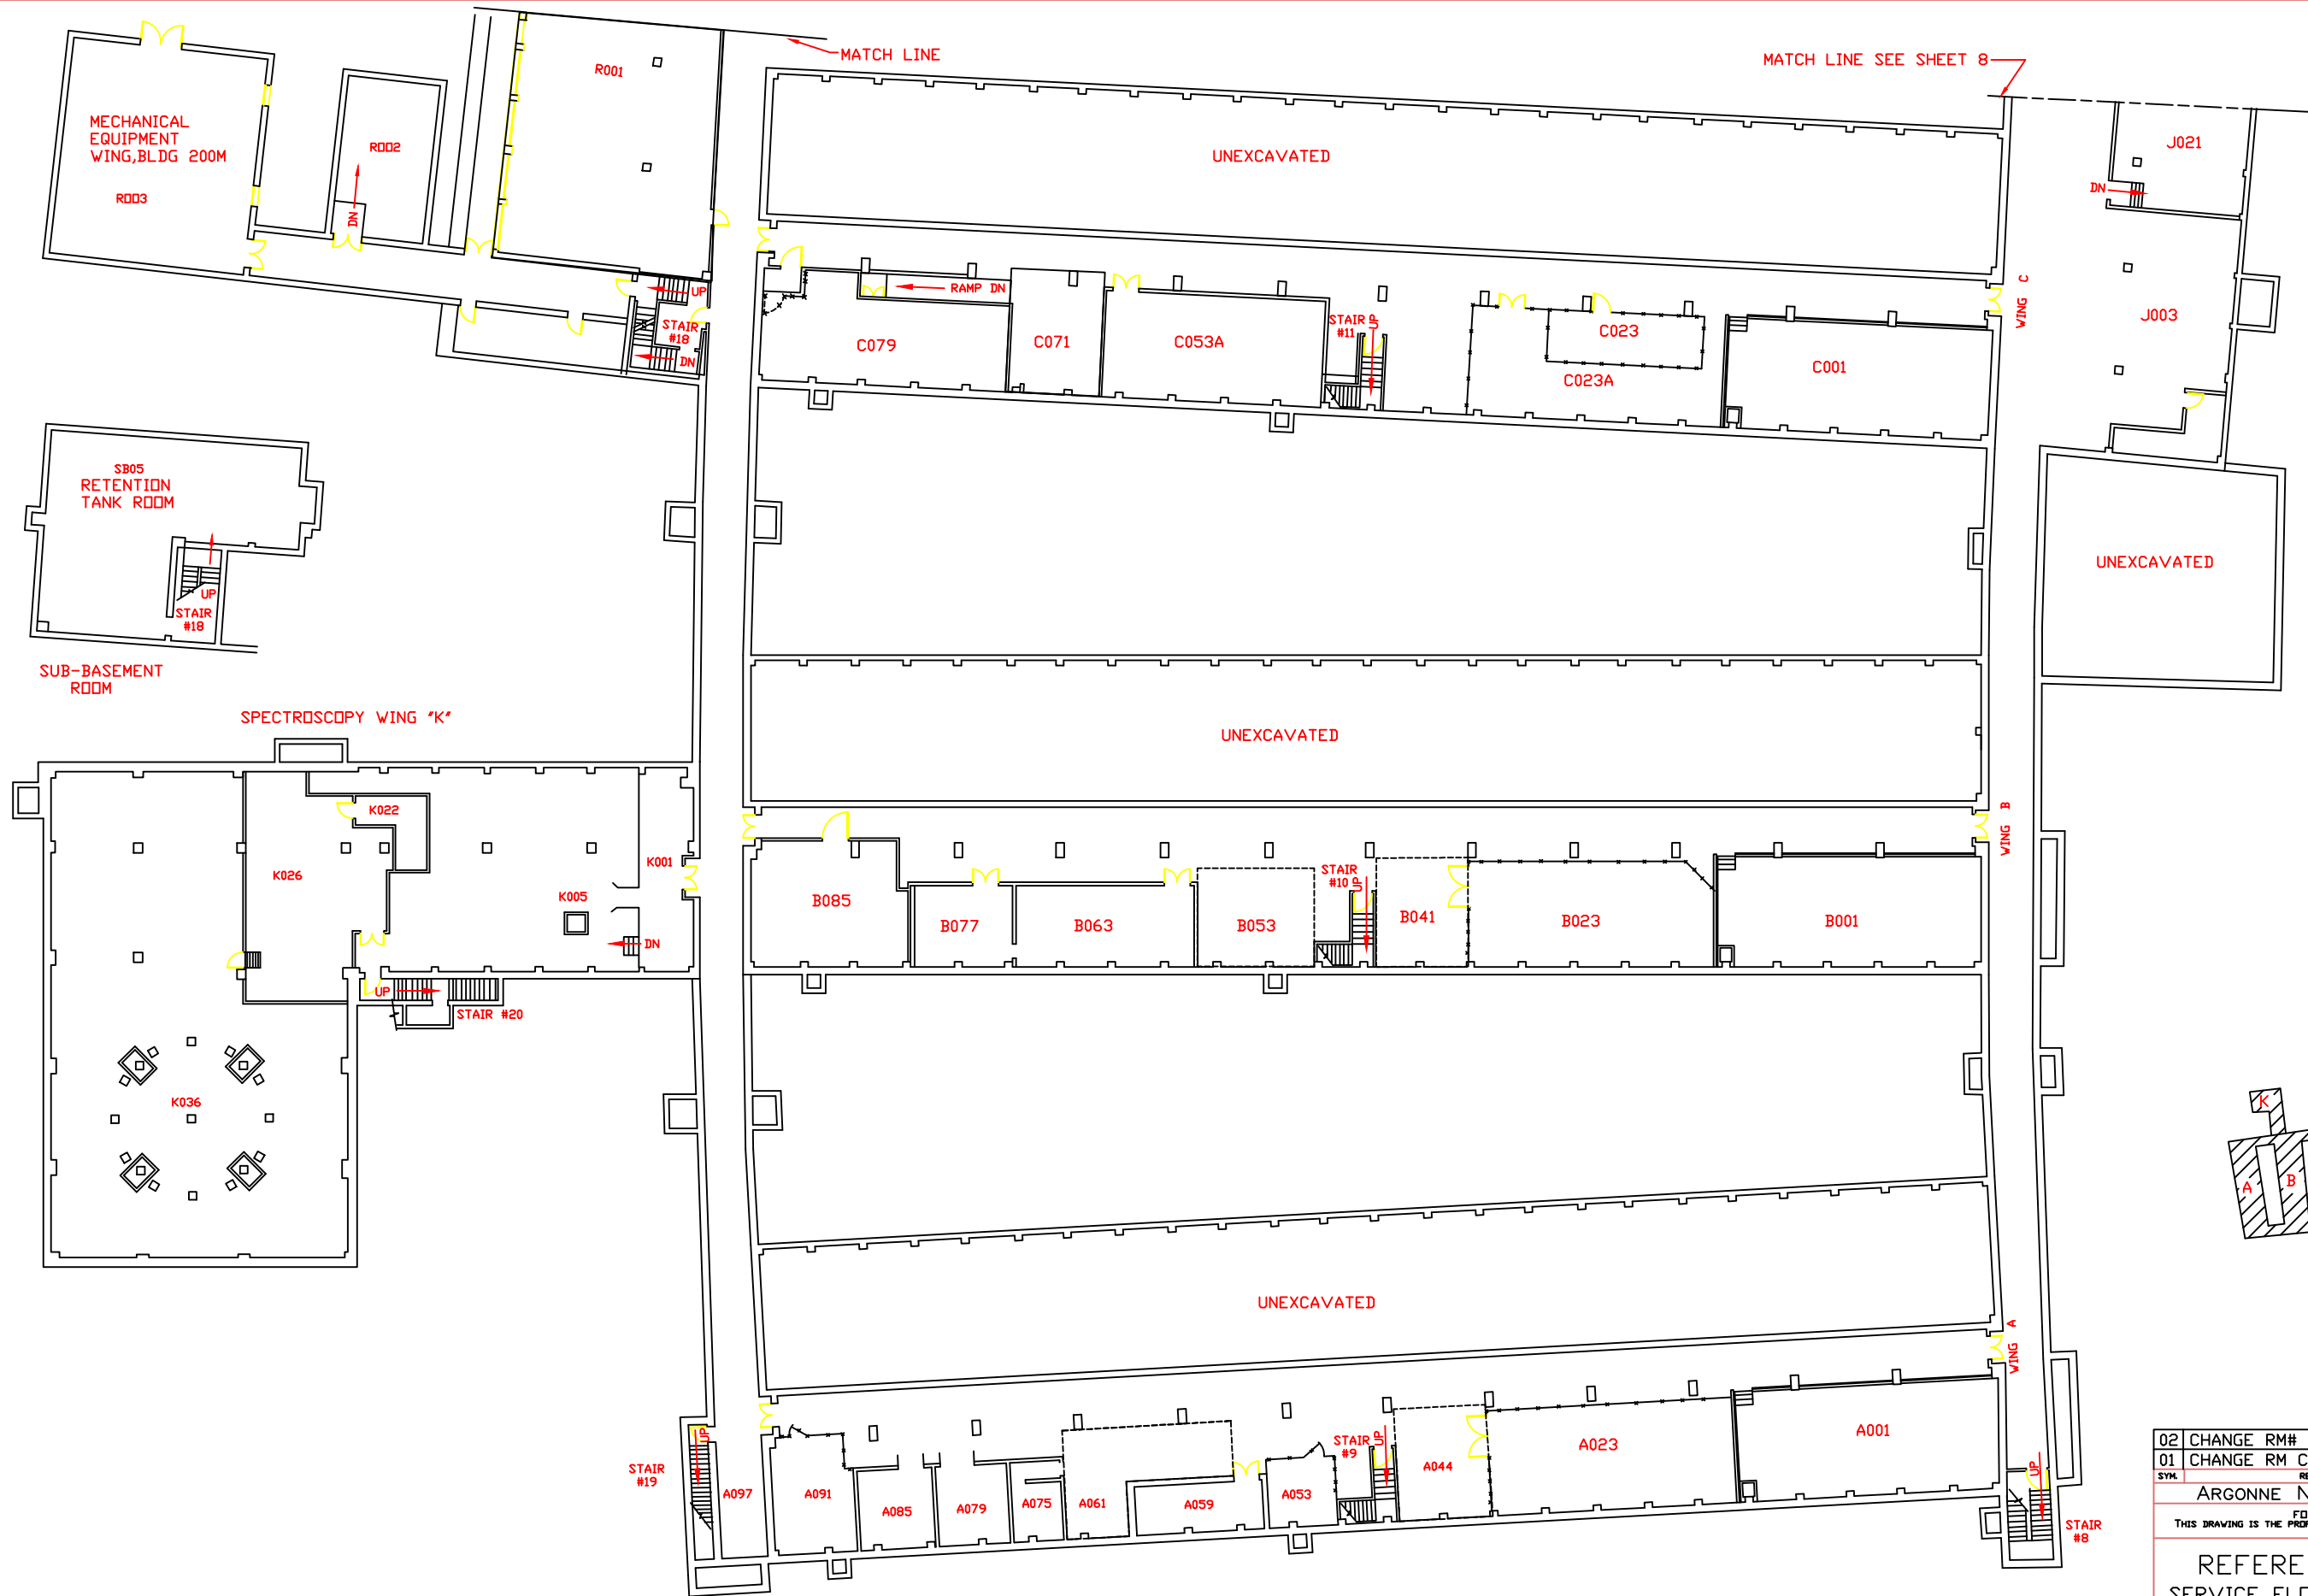 MATCH LINE
MATCH LINE SEE SHEET 8
R001
MECHANICAL
EQUIPMENT
WING,BLDG 200M
R003
R002
DN
UNEXCAVATED
J021
DN
J003
WING C
UP
STAIR
#18
DN
RAMP DN
C079
C071
C053A
STAIR
#11
UP
C023
C023A
C001
SB05
RETENTION
TANK ROOM
UP
STAIR
#18
SUB-BASEMENT
ROOM
UNEXCAVATED
SPECTROSCOPY WING "K"
UNEXCAVATED
K022
K001
K026
K005
DN
UP
STAIR #20
K036
WING B
B085
B077
B063
B053
STAIR
#10
UP
B041
B023
B001
K
A
B
UNEXCAVATED
WING A
STAIR
#19
UP
A097
A091
A085
A079
A075
A061
A059
A053
STAIR
#9
UP
A044
A023
A001
UP
STAIR
#8
02 CHANGE RM#
01 CHANGE RM C
SYM. RE
ARGONNE N
FO
THIS DRAWING IS THE PROP
REFERE